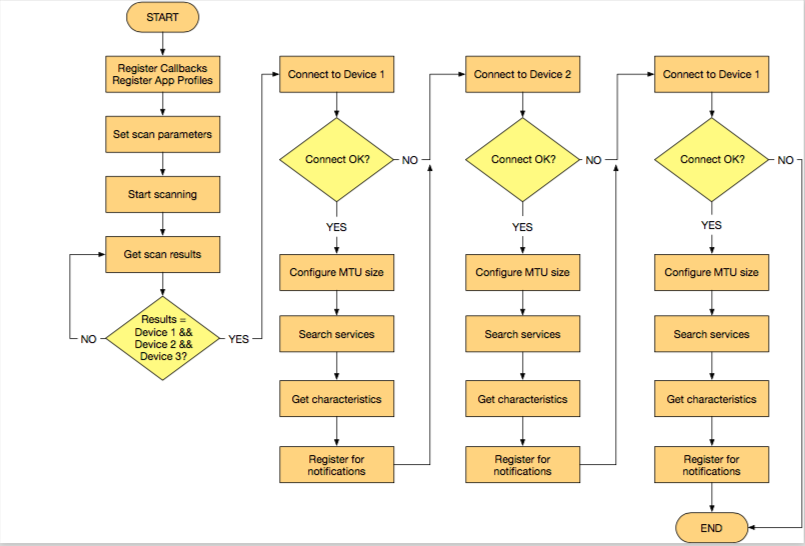 START
Register Callbacks
Register App Profiles
Set scan parameters
Start scanning
Get scan results
Results =
Device 1 &&
Device 2 &&
Device 3?
NO
YES
Connect to Device 1
Connect OK?
NO
YES
Configure MTU size
Search services
Get characteristics
Register for
notifications
Connect to Device 2
Connect OK?
NO
YES
Configure MTU size
Search services
Get characteristics
Register for
notifications
Connect to Device 1
Connect OK?
NO
YES
Configure MTU size
Search services
Get characteristics
Register for
notifications
END